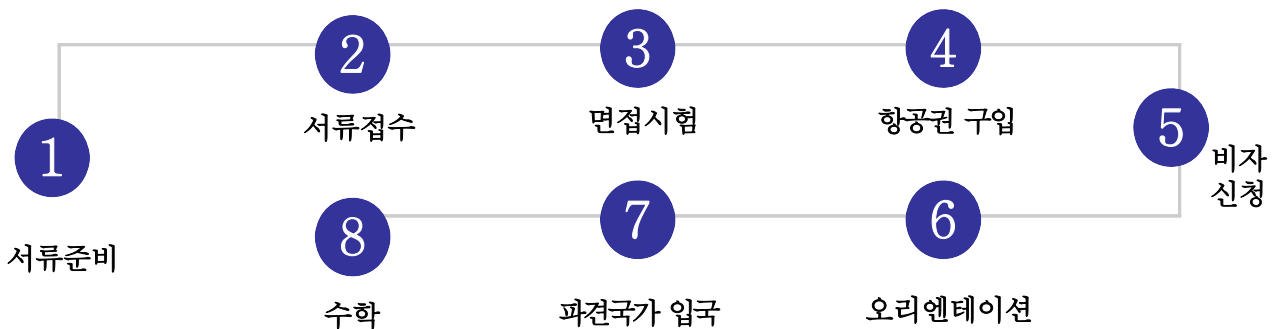 1
서류준비
2
서류접수
3
면접시험
4
항공권 구입
5
비자
신청
6
오리엔테이션
7
파견국가 입국
8
수학